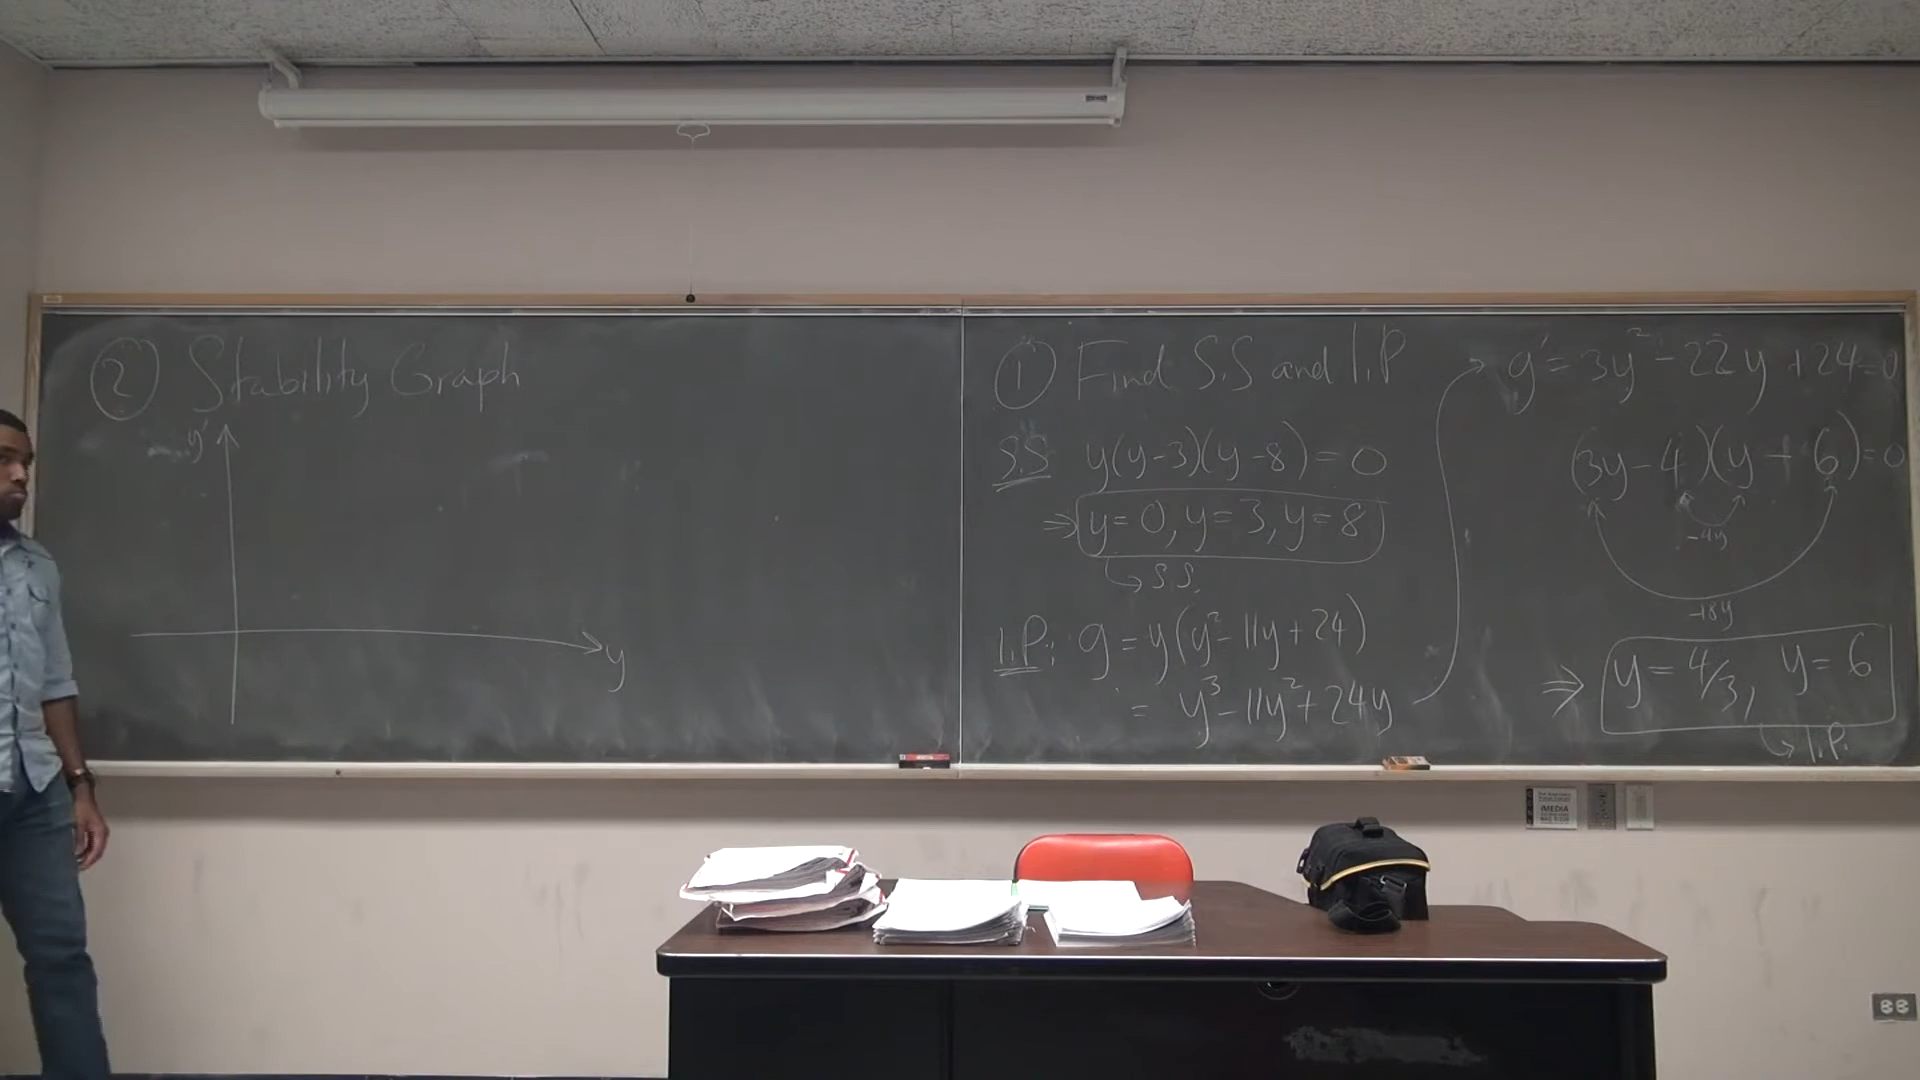 ② Stability Graph
y'
y
① Find S.S and I.P
S.S y(y-3)(y-8)=0
⇒ y=0, y=3, y=8
↳ S.S.
I.P: g = y(y²-11y+24)
= y³-11y²+24y
→ g'=3y²-22y+24=0
(3y-4)(y-6)=0
-4y
-18y
⇒ y=4/3, y=6
↳ I.P.
iMEDIA